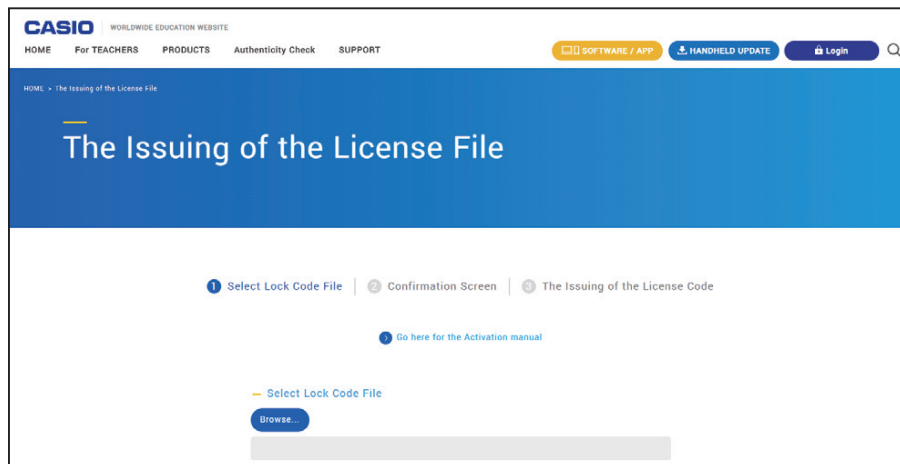 CASIO WORLDWIDE EDUCATION WEBSITE
HOME For TEACHERS PRODUCTS Authenticity Check SUPPORT SOFTWARE / APP HANDHELD UPDATE Login
HOME > The Issuing of the License File
The Issuing of the License File
1 Select Lock Code File 2 Confirmation Screen 3 The Issuing of the License Code
Go here for the Activation manual
Select Lock Code File
Browse...